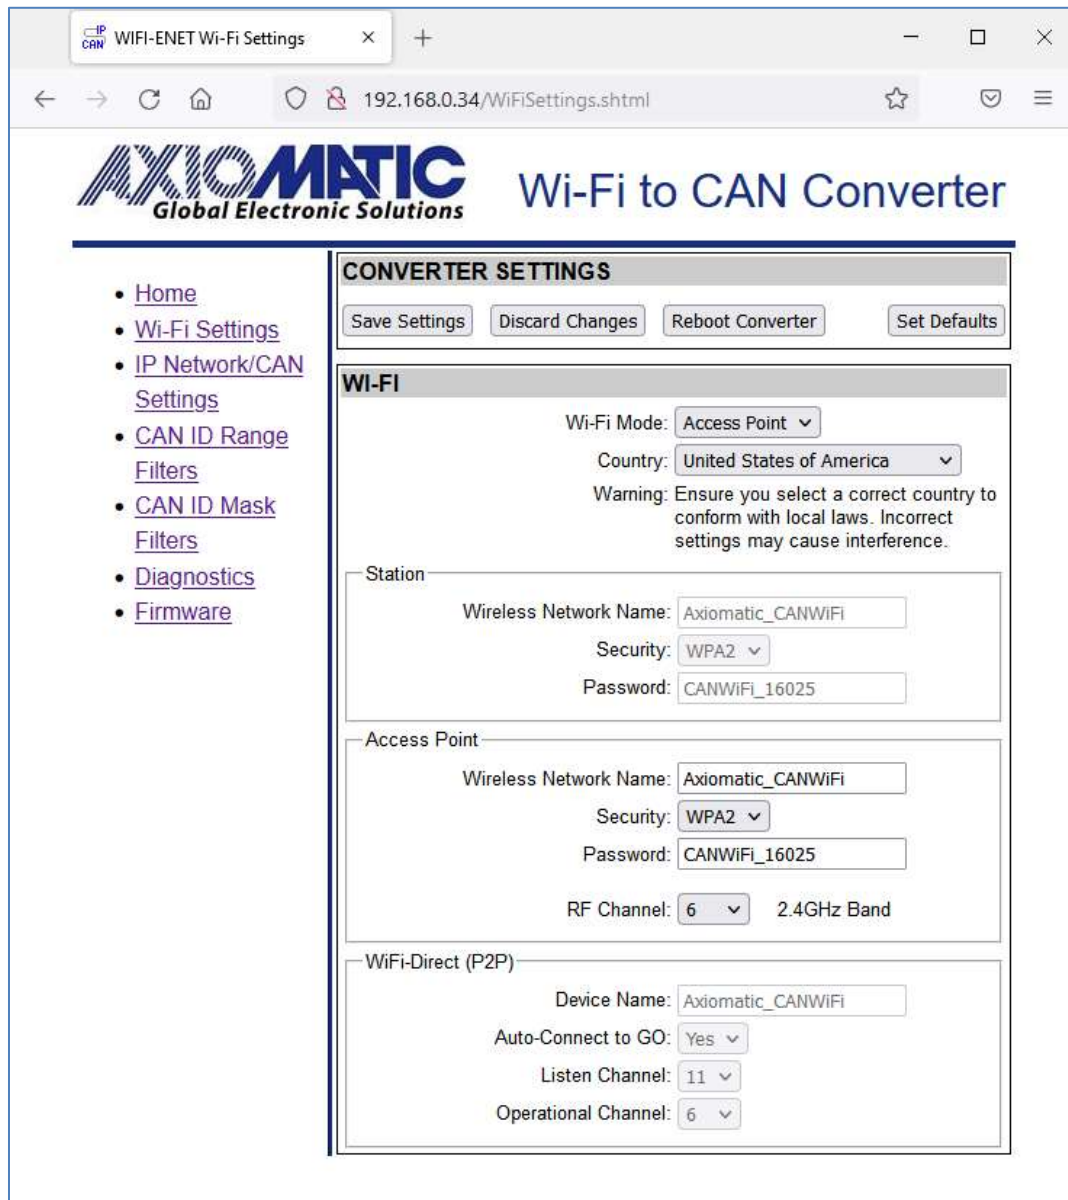 IP
CAN
WIFI-ENET Wi-Fi Settings
192.168.0.34/WiFiSettings.shtml
AXIOMATIC
Global Electronic Solutions
Wi-Fi to CAN Converter
Home
Wi-Fi Settings
IP Network/CAN
Settings
CAN ID Range
Filters
CAN ID Mask
Filters
Diagnostics
Firmware
CONVERTER SETTINGS
Save Settings Discard Changes Reboot Converter Set Defaults
WI-FI
Wi-Fi Mode: Access Point
Country: United States of America
Warning: Ensure you select a correct country to
conform with local laws. Incorrect
settings may cause interference.
Station
Wireless Network Name: Axiomatic_CANWiFi
Security: WPA2
Password: CANWiFi_16025
Access Point
Wireless Network Name: Axiomatic_CANWiFi
Security: WPA2
Password: CANWiFi_16025
RF Channel: 6 2.4GHz Band
WiFi-Direct (P2P)
Device Name: Axiomatic_CANWiFi
Auto-Connect to GO: Yes
Listen Channel: 11
Operational Channel: 6